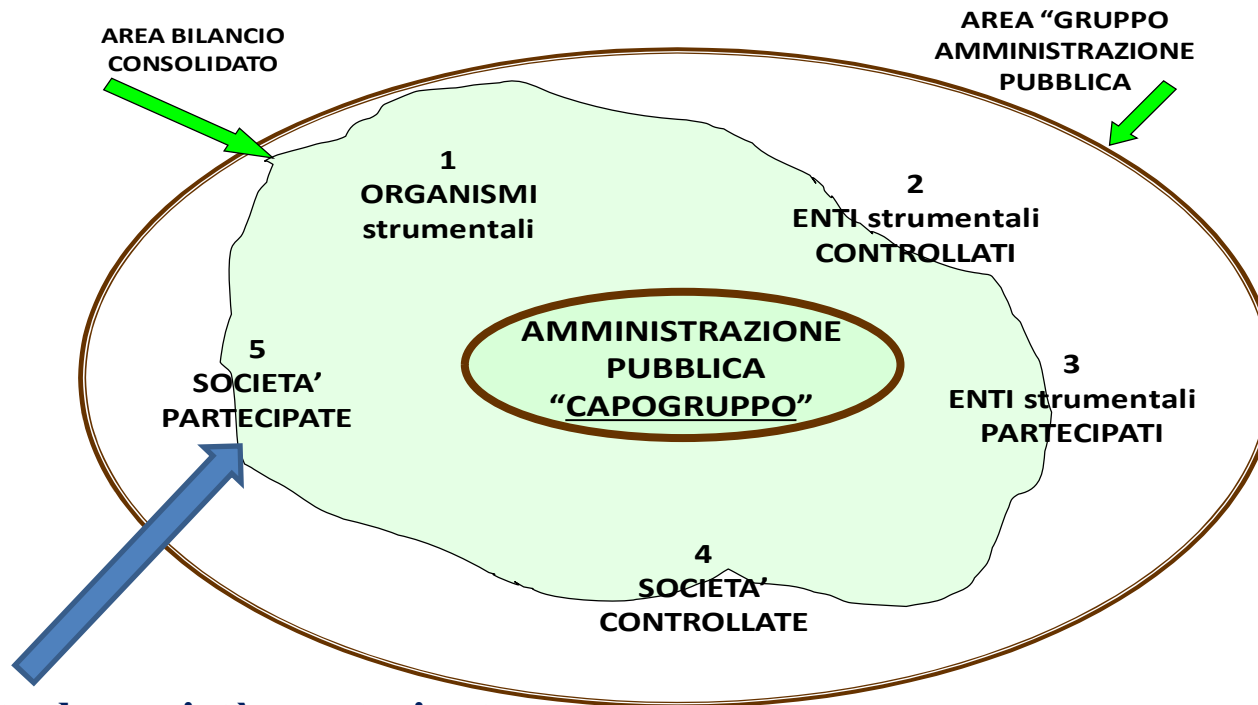 AREA BILANCIO
CONSOLIDATO
AREA “GRUPPO
AMMINISTRAZIONE
PUBBLICA
1
ORGANISMI
strumentali
2
ENTI strumentali
CONTROLLATI
AMMINISTRAZIONE
PUBBLICA
“CAPOGRUPPO”
5
SOCIETA’
PARTECIPATE
3
ENTI strumentali
PARTECIPATI
4
SOCIETA’
CONTROLLATE